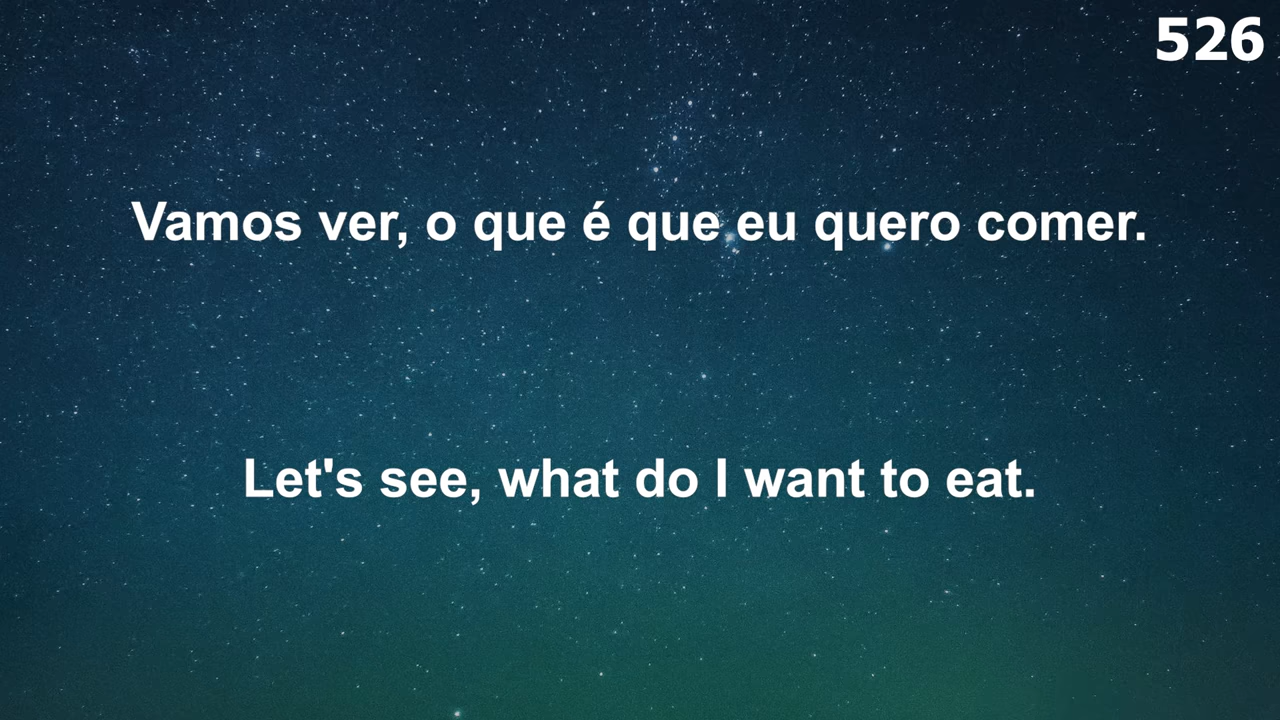 526
Vamos ver, o que é que eu quero comer.
Let's see, what do I want to eat.